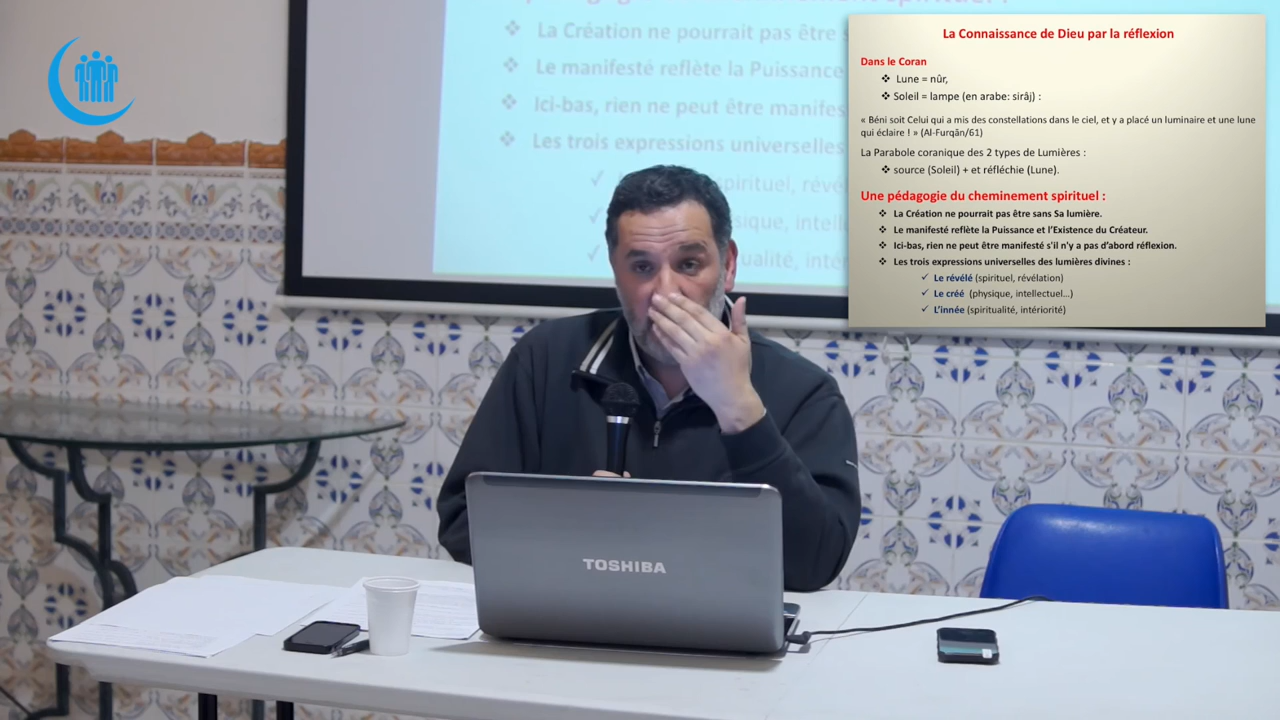 La Création ne pourrait pas être
Le manifesté reflète la Puissance
Ici-bas, rien ne peut être manifes
Les trois expressions universelles
La Connaissance de Dieu par la réflexion
Dans le Coran
❖ Lune = nûr,
❖ Soleil = lampe (en arabe: sirâj) :
« Béni soit Celui qui a mis des constellations dans le ciel, et y a placé un luminaire et une lune
qui éclaire ! » (Al-Furqān/61)
La Parabole coranique des 2 types de Lumières :
❖ source (Soleil) + et réfléchie (Lune).
Une pédagogie du cheminement spirituel :
❖ La Création ne pourrait pas être sans Sa lumière.
❖ Le manifesté reflète la Puissance et l'Existence du Créateur.
❖ Ici-bas, rien ne peut être manifesté s'il n'y a pas d'abord réflexion.
❖ Les trois expressions universelles des lumières divines :
✓ Le révélé (spirituel, révélation)
✓ Le créé (physique, intellectuel…)
✓ L'innée (spiritualité, intériorité)
TOSHIBA